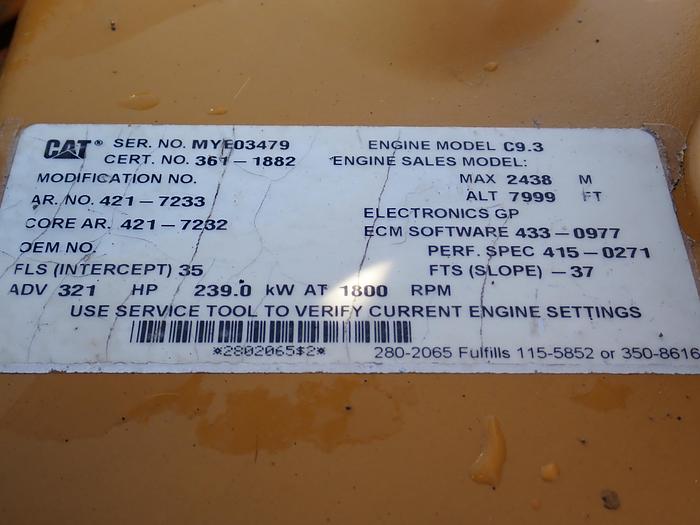 CAT® SER. NO. MYE03479 ENGINE MODEL C9.3
CERT. NO. 361-1882 ENGINE SALES MODEL:
MODIFICATION NO. MAX 2438 M
AR. NO. 421-7233 ALT 7999 FT
CORE AR. 421-7232 ELECTRONICS GP
ECM SOFTWARE 433-0977
OEM NO. PERF. SPEC 415-0271
FLS (INTERCEPT) 35 FTS (SLOPE) -37
ADV 321 HP 239.0 kW AT 1800 RPM
USE SERVICE TOOL TO VERIFY CURRENT ENGINE SETTINGS
*2802065$2* 280-2065 Fulfills 115-5852 or 350-8616